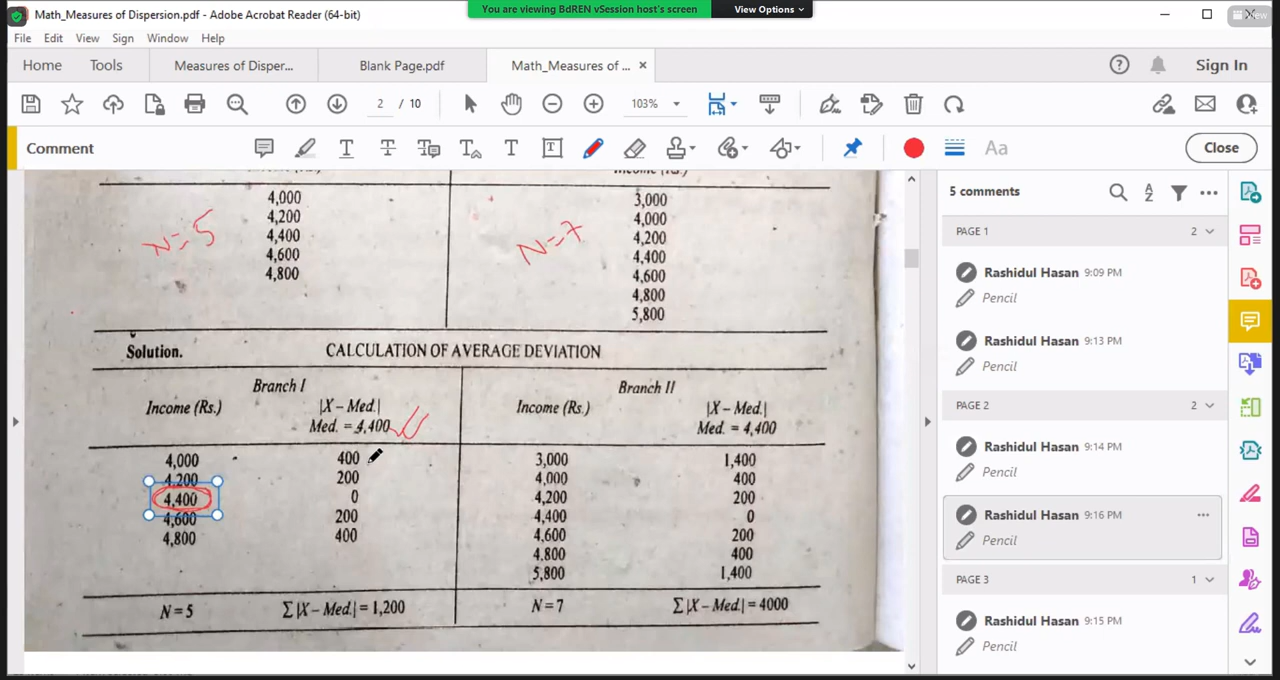 Math_Measures of Dispersion.pdf - Adobe Acrobat Reader (64-bit)
You are viewing BdREN vSession host's screen
View Options
View
File Edit View Sign Window Help
Home Tools Measures of Disper... Blank Page.pdf Math_Measures of ... × Sign In
2 / 10 103%
Comment Close
5 comments
N=5
4,000
4,200
4,400
4,600
4,800
N=7
3,000
4,000
4,200
4,400
4,600
4,800
5,800
Solution. CALCULATION OF AVERAGE DEVIATION
Branch I Branch II
Income (Rs.) |X – Med.| Income (Rs.) |X – Med.|
Med. = 4,400 Med. = 4,400
4,000 400 3,000 1,400
4,200 200 4,000 400
4,400 0 4,200 200
4,600 200 4,400 0
4,800 400 4,600 200
4.800 400
5,800 1,400
N = 5 Σ |X – Med.| = 1,200 N = 7 Σ |X – Med.| = 4000
PAGE 1 2
Rashidul Hasan 9:09 PM
Pencil
Rashidul Hasan 9:13 PM
Pencil
PAGE 2 2
Rashidul Hasan 9:14 PM
Pencil
Rashidul Hasan 9:16 PM
Pencil
PAGE 3 1
Rashidul Hasan 9:15 PM
Pencil